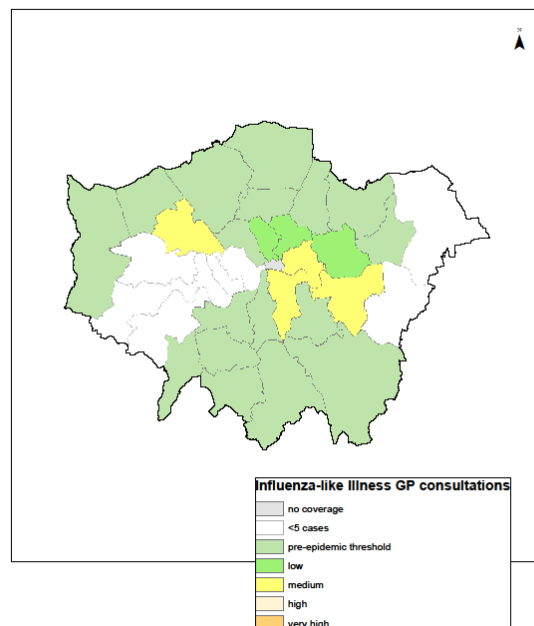 Influenza-like Illness GP consultations
no coverage
<5 cases
pre-epidemic threshold
low
medium
high
very high